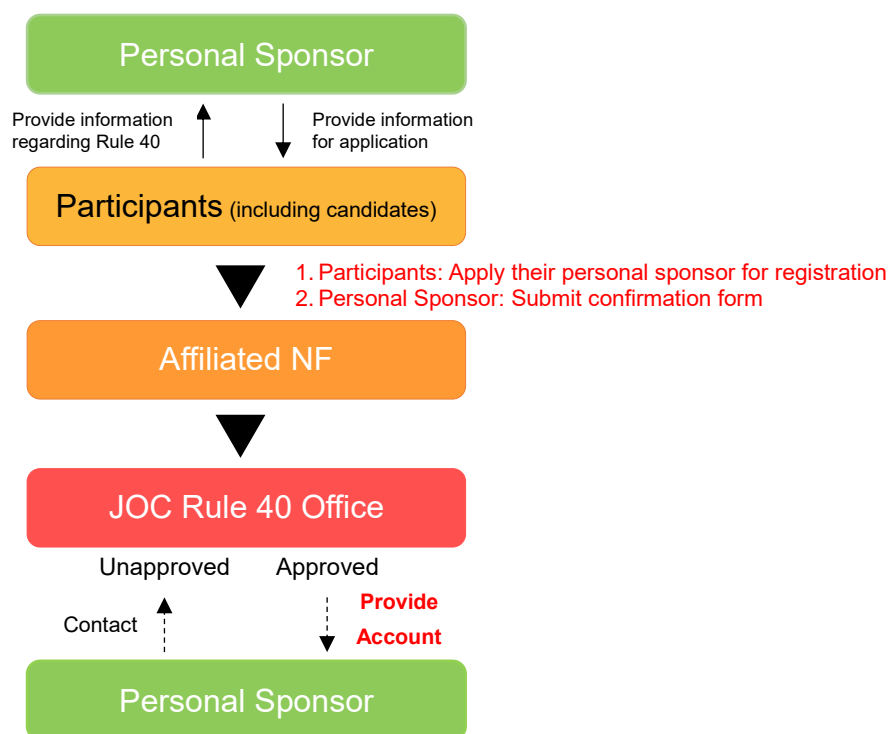 Personal Sponsor
Provide information
regarding Rule 40
Provide information
for application
Participants (including candidates)
1. Participants: Apply their personal sponsor for registration
2. Personal Sponsor: Submit confirmation form
Affiliated NF
JOC Rule 40 Office
Unapproved
Approved
Contact
Provide
Account
Personal Sponsor